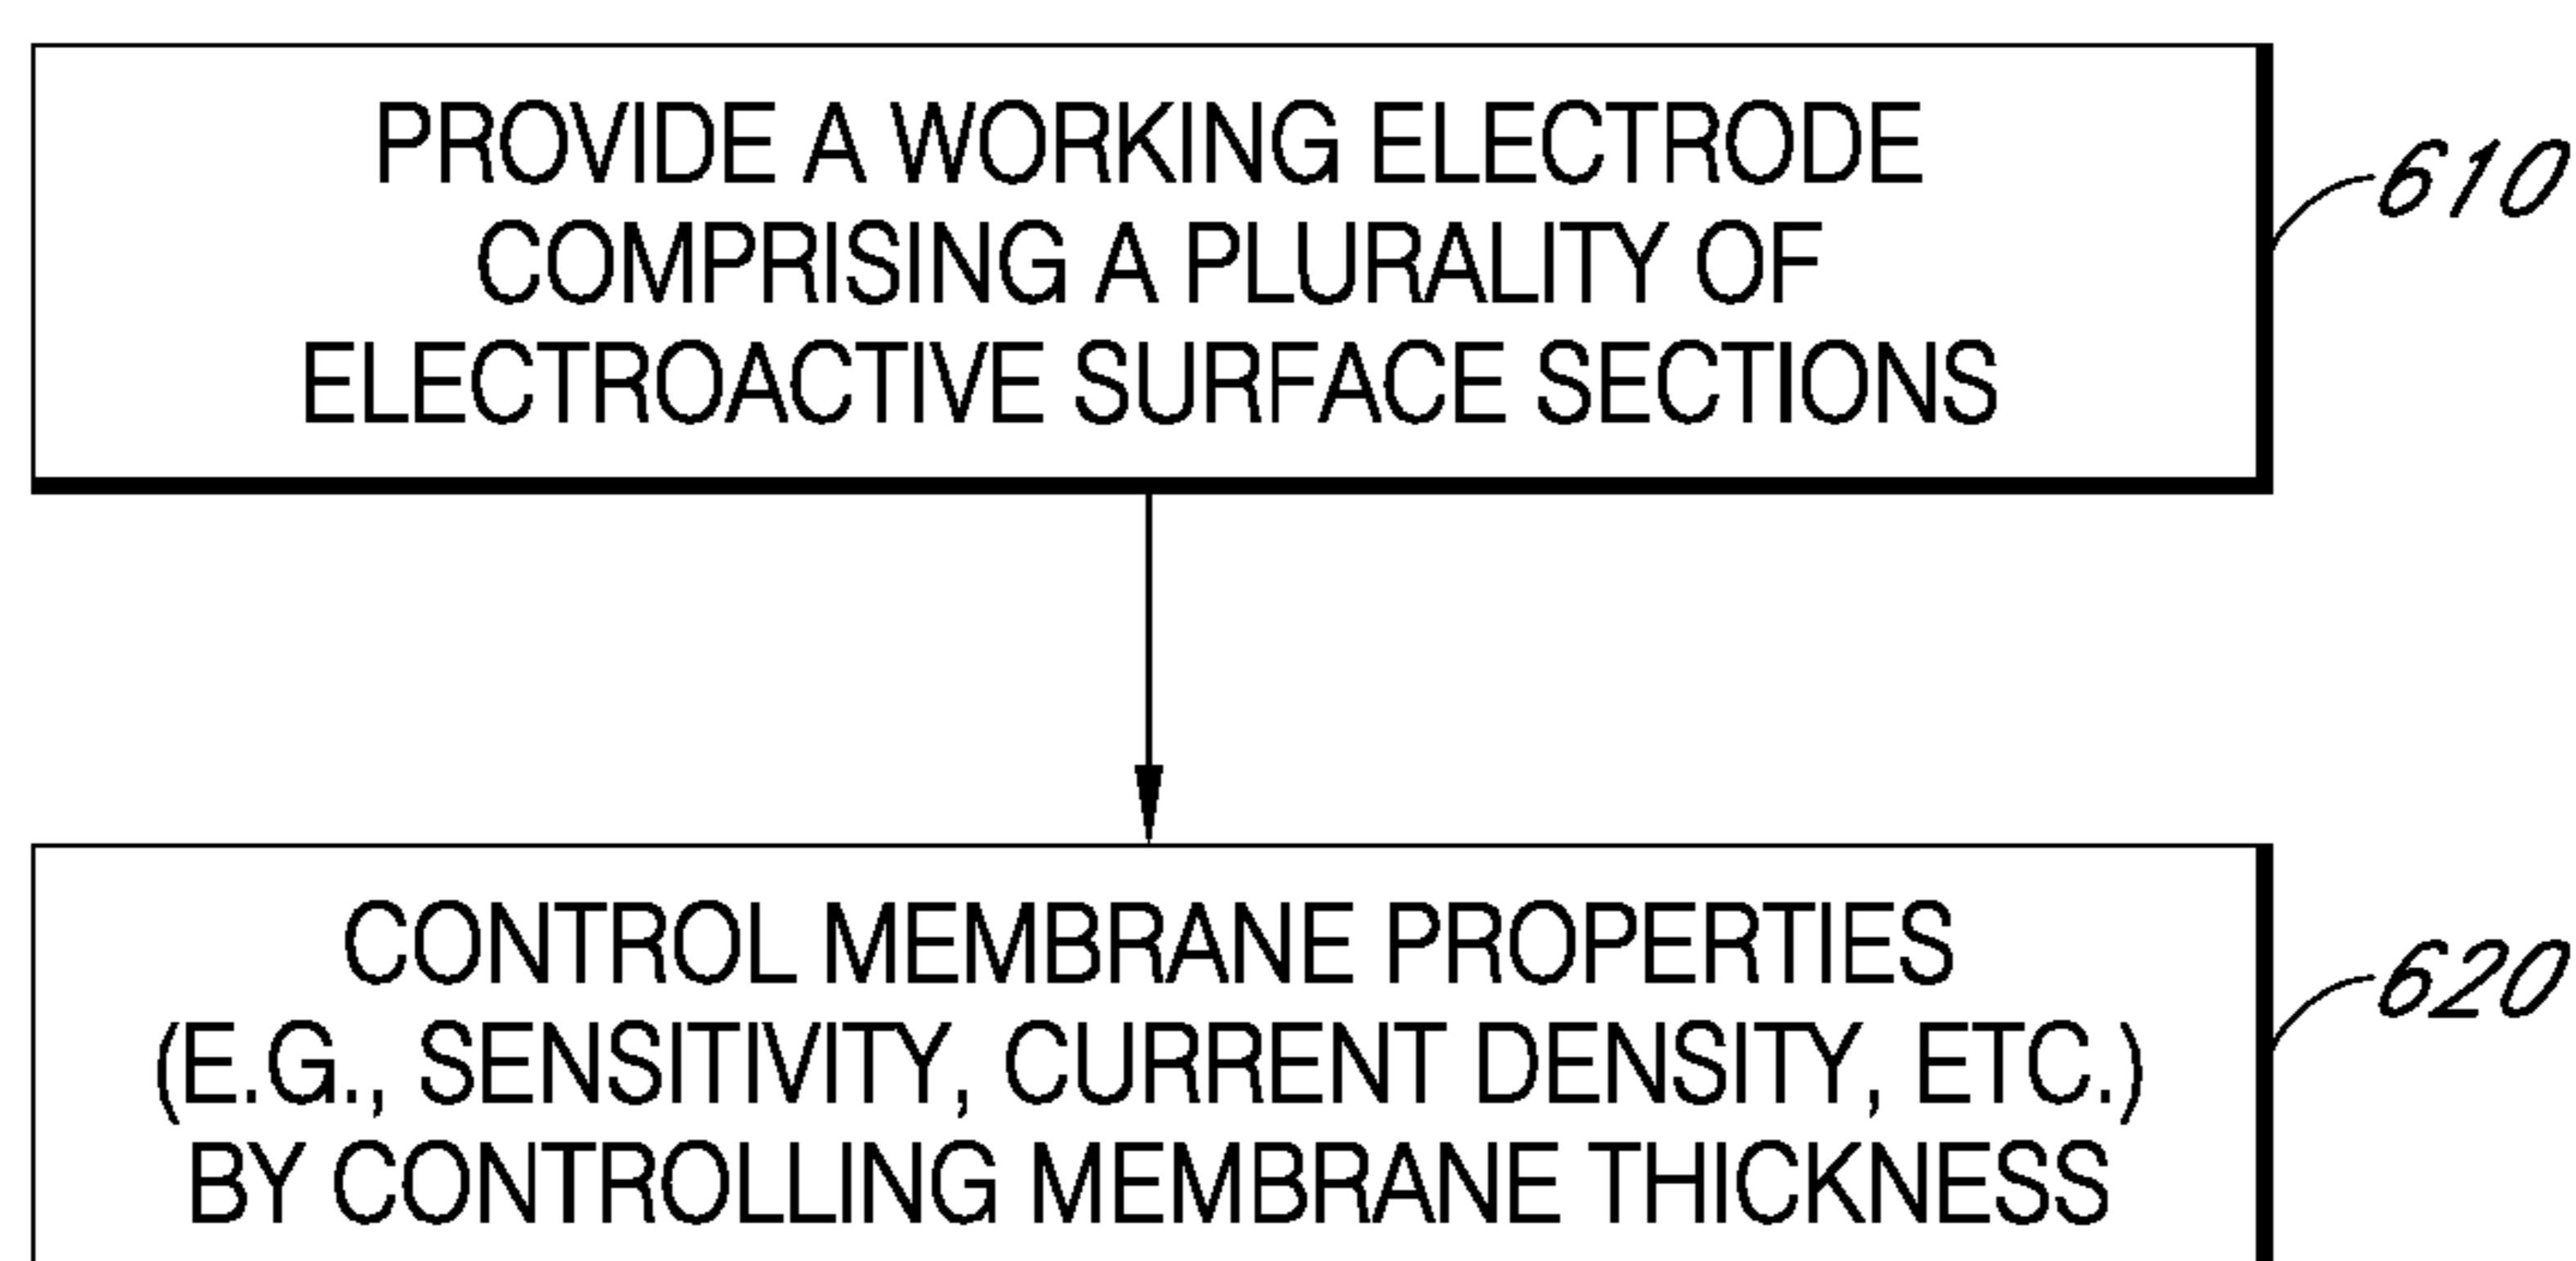 PROVIDE A WORKING ELECTRODE
COMPRISING A PLURALITY OF
ELECTROACTIVE SURFACE SECTIONS
610
CONTROL MEMBRANE PROPERTIES
(E.G., SENSITIVITY, CURRENT DENSITY, ETC.)
BY CONTROLLING MEMBRANE THICKNESS
620